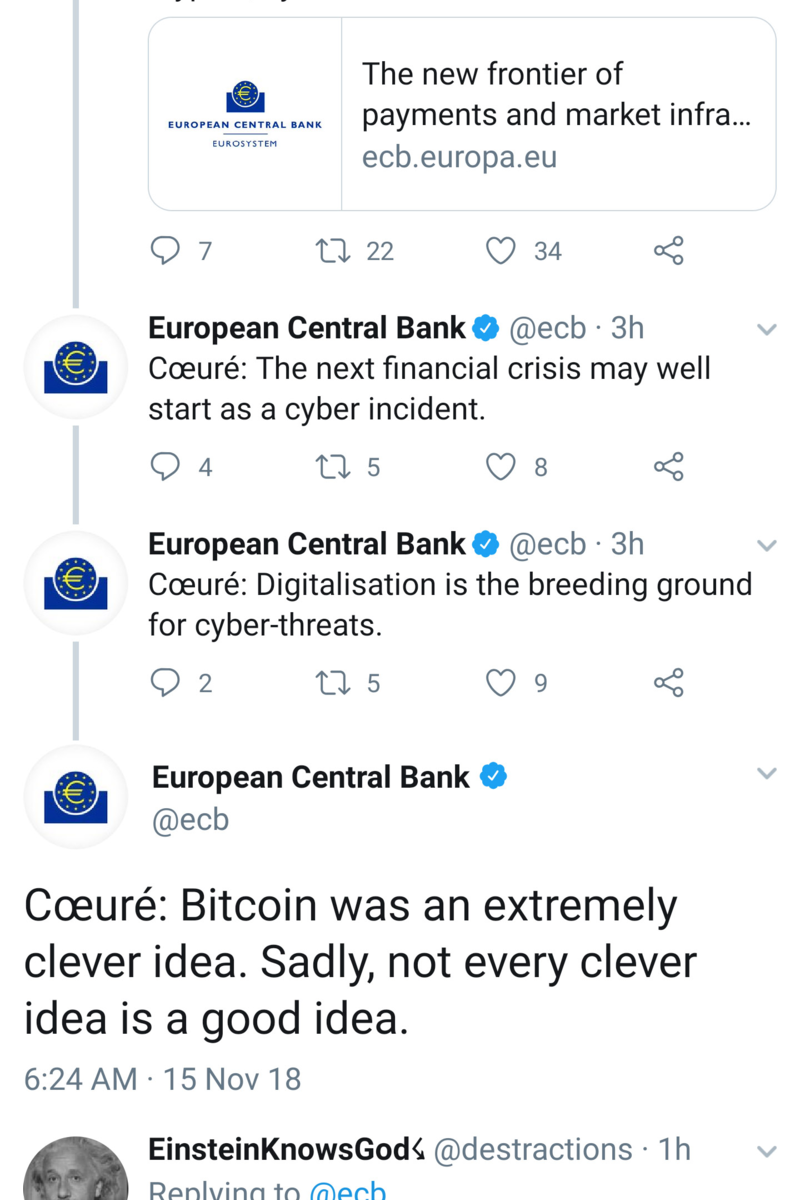 The new frontier of
payments and market infra...
ecb.europa.eu
EUROPEAN CENTRAL BANK
EUROSYSTEM
7 22 34
European Central Bank @ecb · 3h
Cœuré: The next financial crisis may well
start as a cyber incident.
4 5 8
European Central Bank @ecb · 3h
Cœuré: Digitalisation is the breeding ground
for cyber-threats.
2 5 9
European Central Bank
@ecb
Cœuré: Bitcoin was an extremely
clever idea. Sadly, not every clever
idea is a good idea.
6:24 AM · 15 Nov 18
EinsteinKnowsGod @destractions · 1h
Replying to @ecb